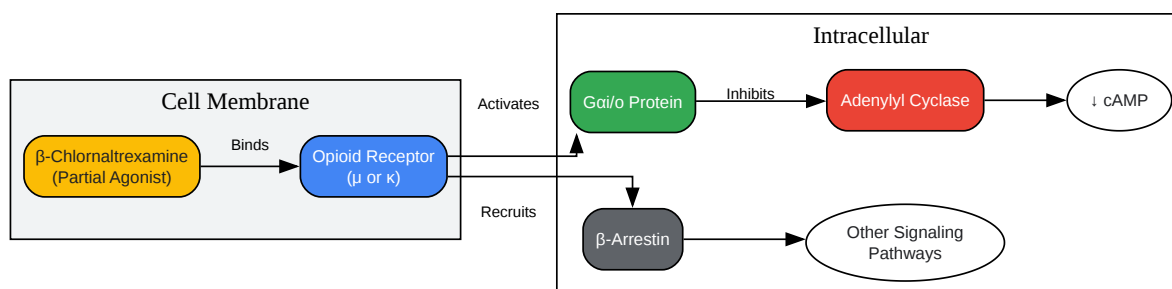 Cell Membrane
β-Chlornaltrexamine
(Partial Agonist)
Binds
Opioid Receptor
(μ or κ)
Activates
Recruits
Intracellular
Gαi/o Protein
Inhibits
Adenylyl Cyclase
↓ cAMP
β-Arrestin
Other Signaling
Pathways